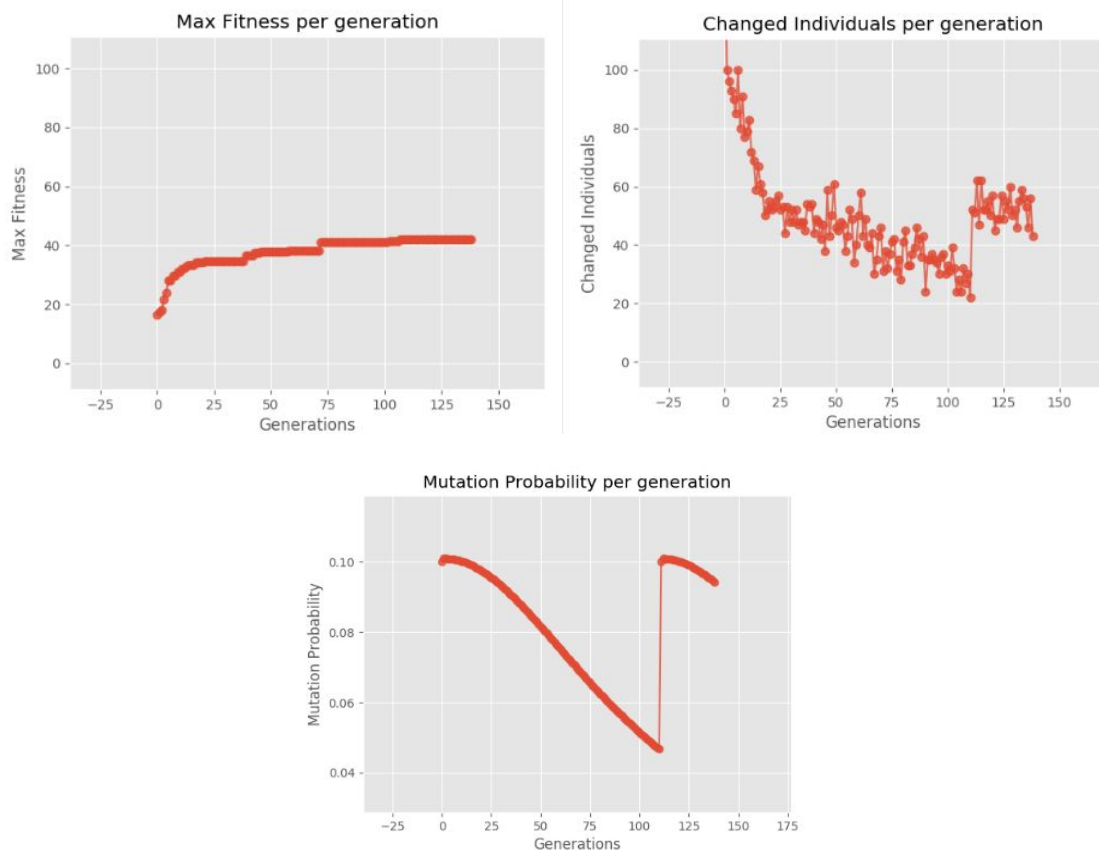 Max Fitness per generation
100
80
60
40
20
0
Max Fitness
−25 0 25 50 75 100 125 150
Generations
Changed Individuals per generation
100
80
60
40
20
0
Changed Individuals
−25 0 25 50 75 100 125 150
Generations
Mutation Probability per generation
0.10
0.08
0.06
0.04
Mutation Probability
−25 0 25 50 75 100 125 150 175
Generations